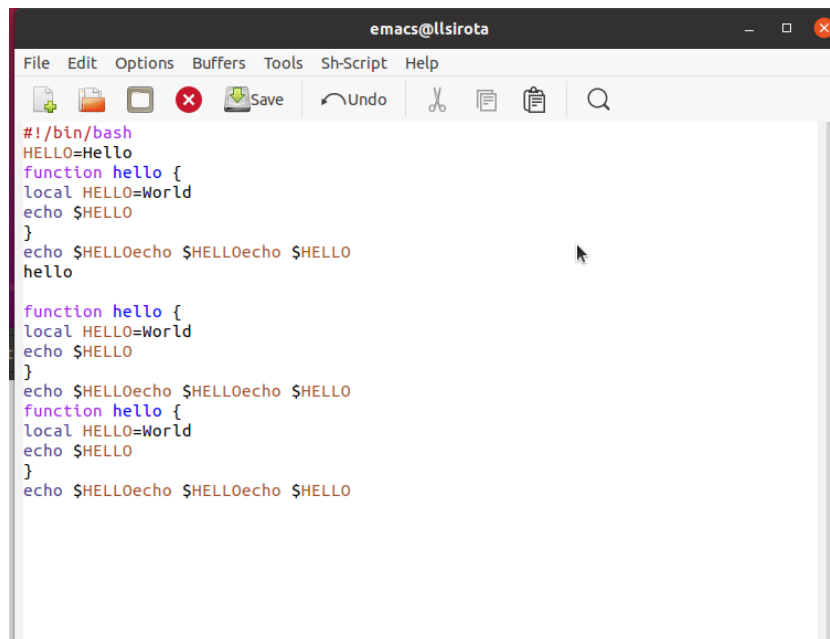 emacs@llsirota
File Edit Options Buffers Tools Sh-Script Help
Save Undo
#!/bin/bash
HELLO=Hello
function hello {
local HELLO=World
echo $HELLO
}
echo $HELLOecho $HELLOecho $HELLO
hello

function hello {
local HELLO=World
echo $HELLO
}
echo $HELLOecho $HELLOecho $HELLO
function hello {
local HELLO=World
echo $HELLO
}
echo $HELLOecho $HELLOecho $HELLO